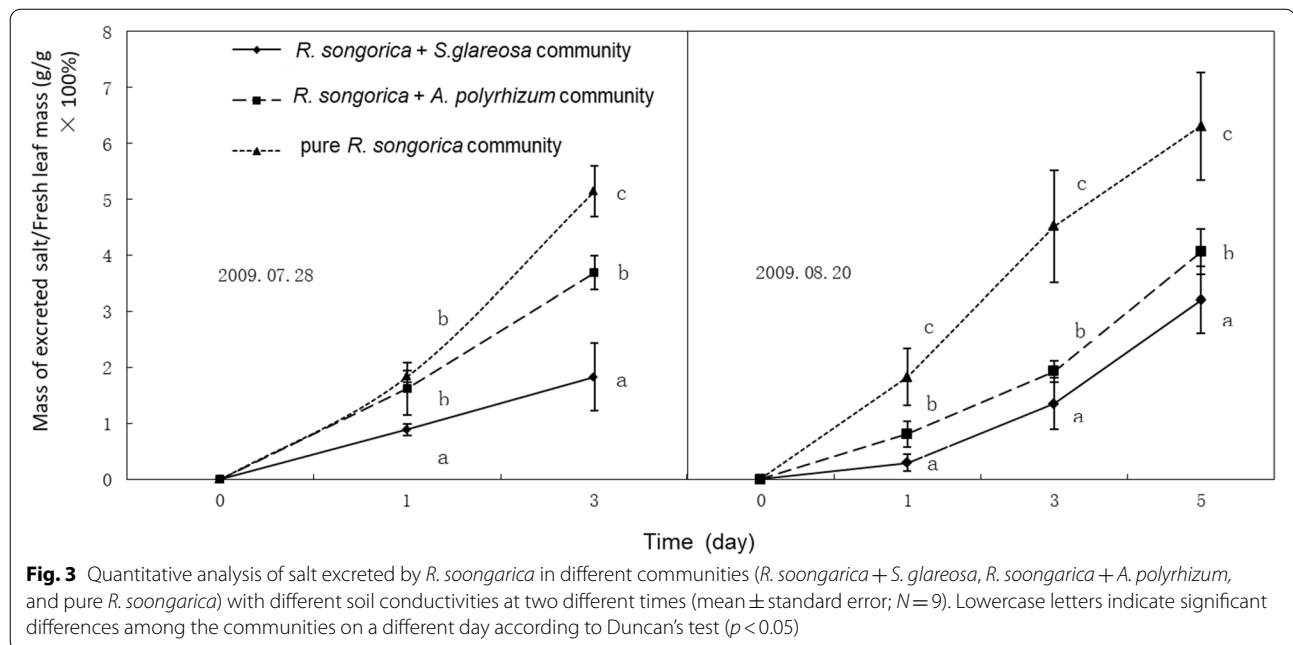 Mass of excreted salt/Fresh leaf mass (g/g
× 100%)
8
7
6
5
4
3
2
1
0
R. songorica + S.glareosa community
R. songorica + A. polyrhizum community
pure R. songorica community
2009. 07. 28
b
b
a
c
b
a
0
1
3
2009. 08. 20
c
b
a
c
b
a
c
b
a
0
1
3
5
Time (day)
Fig. 3 Quantitative analysis of salt excreted by R. soongarica in different communities (R. soongarica + S. glareosa, R. soongarica + A. polyrhizum,
and pure R. soongarica) with different soil conductivities at two different times (mean ± standard error; N = 9). Lowercase letters indicate significant
differences among the communities on a different day according to Duncan's test (p < 0.05)